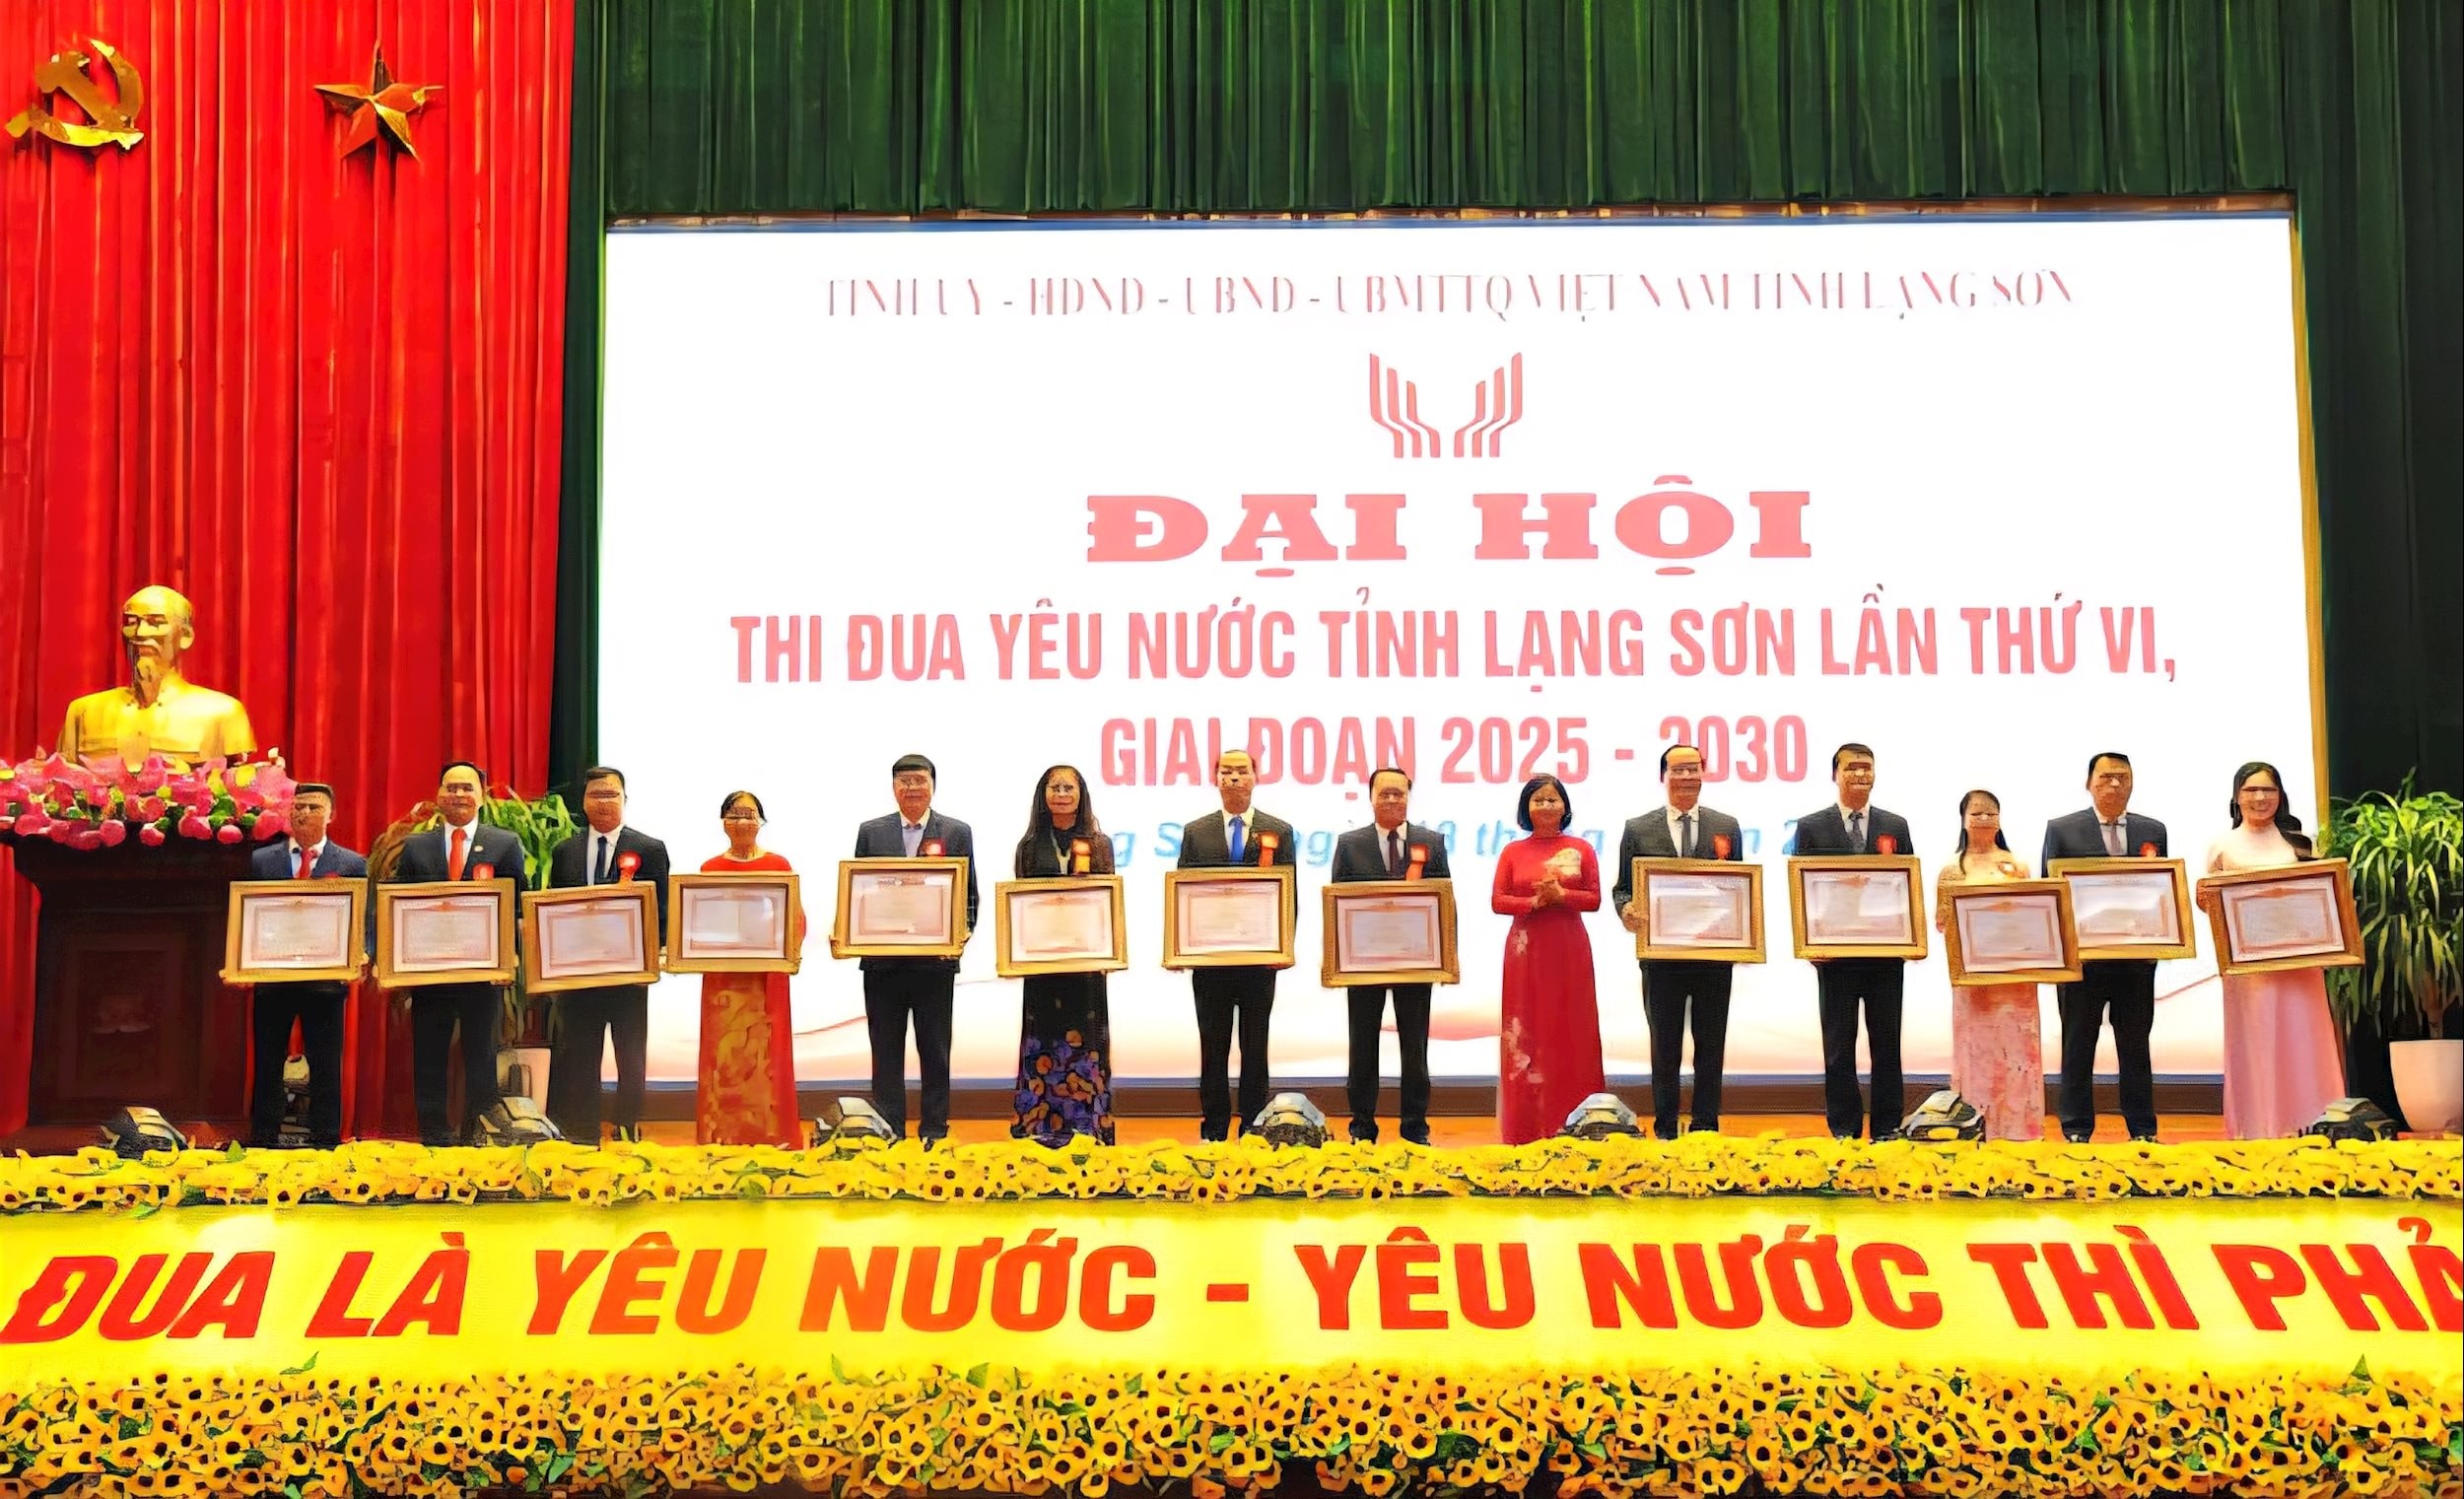 TỈNH ỦY - HĐND - UBND - UBMTTQ VIỆT NAM TỈNH LẠNG SƠN
ĐẠI HỘI
THI ĐUA YÊU NƯỚC TỈNH LẠNG SƠN LẦN THỨ VI,
GIAI ĐOẠN 2025 - 2030
ĐUA LÀ YÊU NƯỚC - YÊU NƯỚC THÌ PHẢ